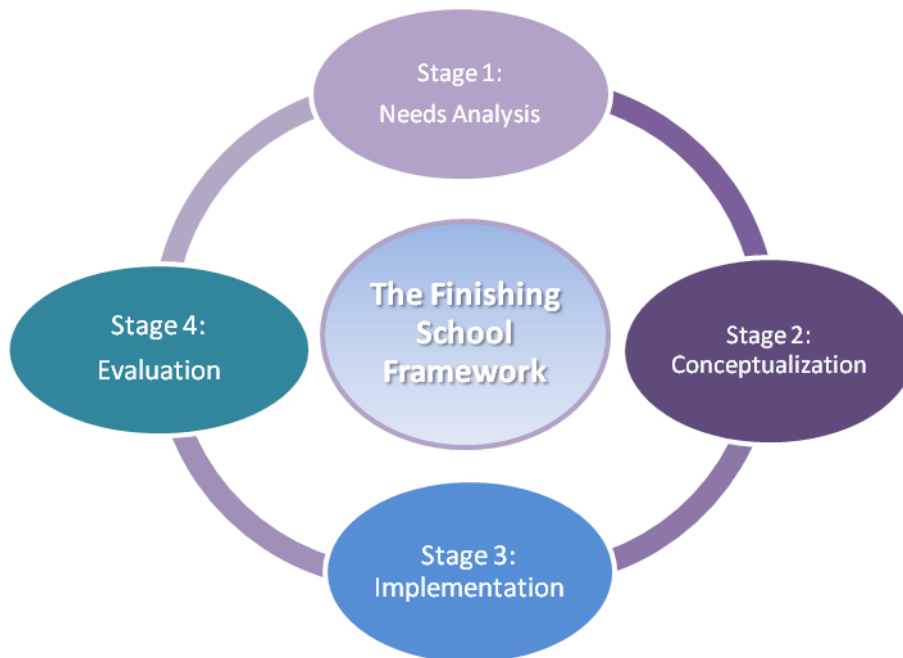 Stage 1:
Needs Analysis
The Finishing
School
Framework
Stage 4:
Evaluation
Stage 2:
Conceptualization
Stage 3:
Implementation